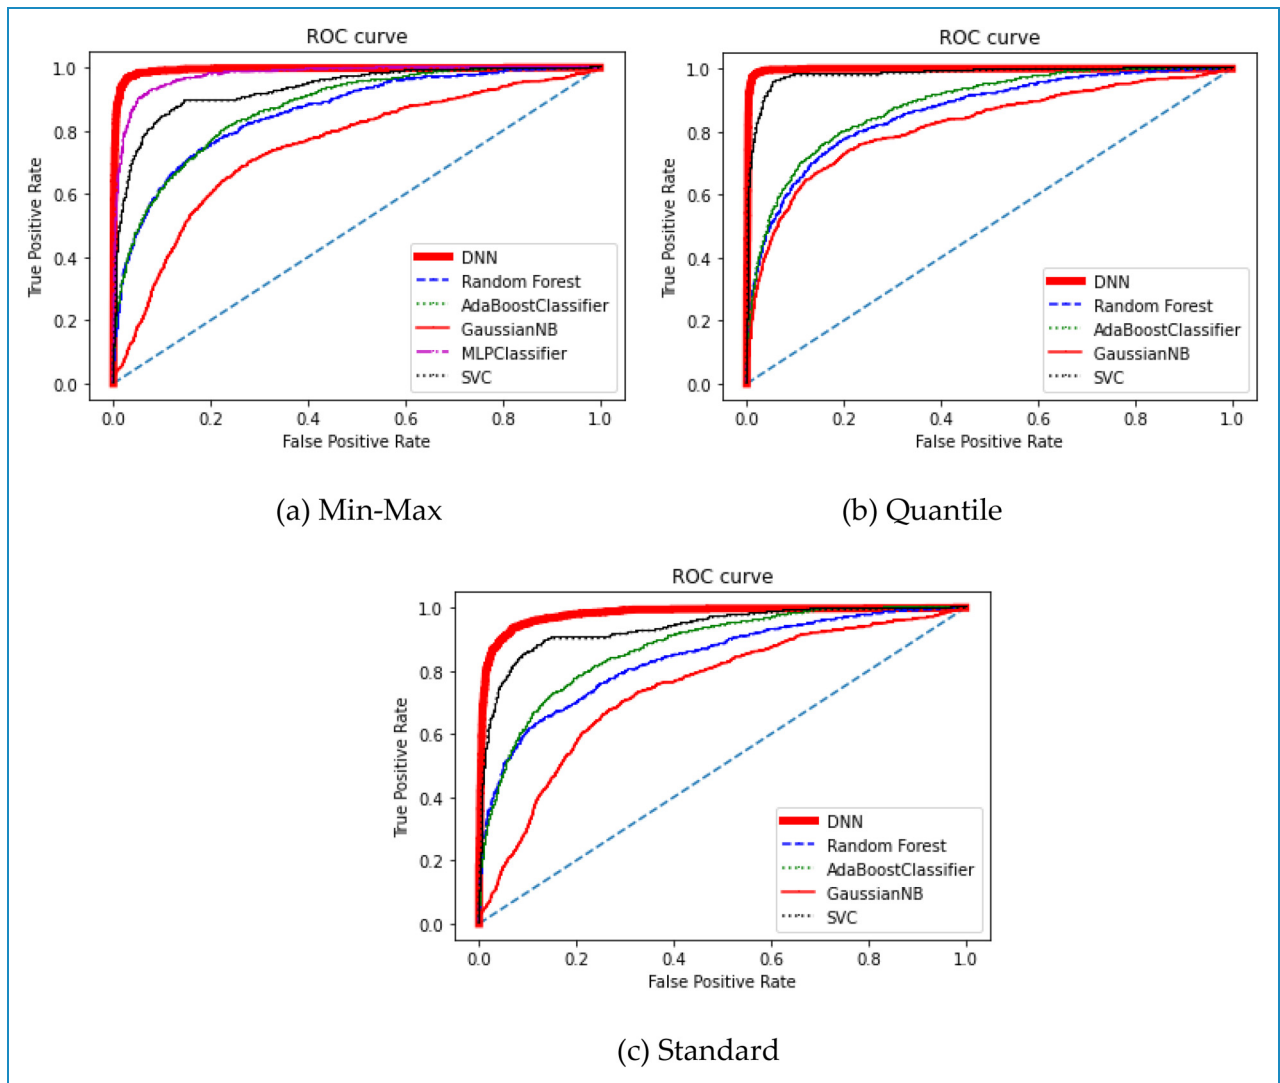 ROC curve
True Positive Rate
1.0
0.8
0.6
0.4
0.2
0.0
DNN
Random Forest
AdaBoostClassifier
GaussianNB
MLPClassifier
SVC
0.0 0.2 0.4 0.6 0.8 1.0
False Positive Rate
(a) Min-Max
ROC curve
True Positive Rate
1.0
0.8
0.6
0.4
0.2
0.0
DNN
Random Forest
AdaBoostClassifier
GaussianNB
SVC
0.0 0.2 0.4 0.6 0.8 1.0
False Positive Rate
(b) Quantile
ROC curve
True Positive Rate
1.0
0.8
0.6
0.4
0.2
0.0
DNN
Random Forest
AdaBoostClassifier
GaussianNB
SVC
0.0 0.2 0.4 0.6 0.8 1.0
False Positive Rate
(c) Standard